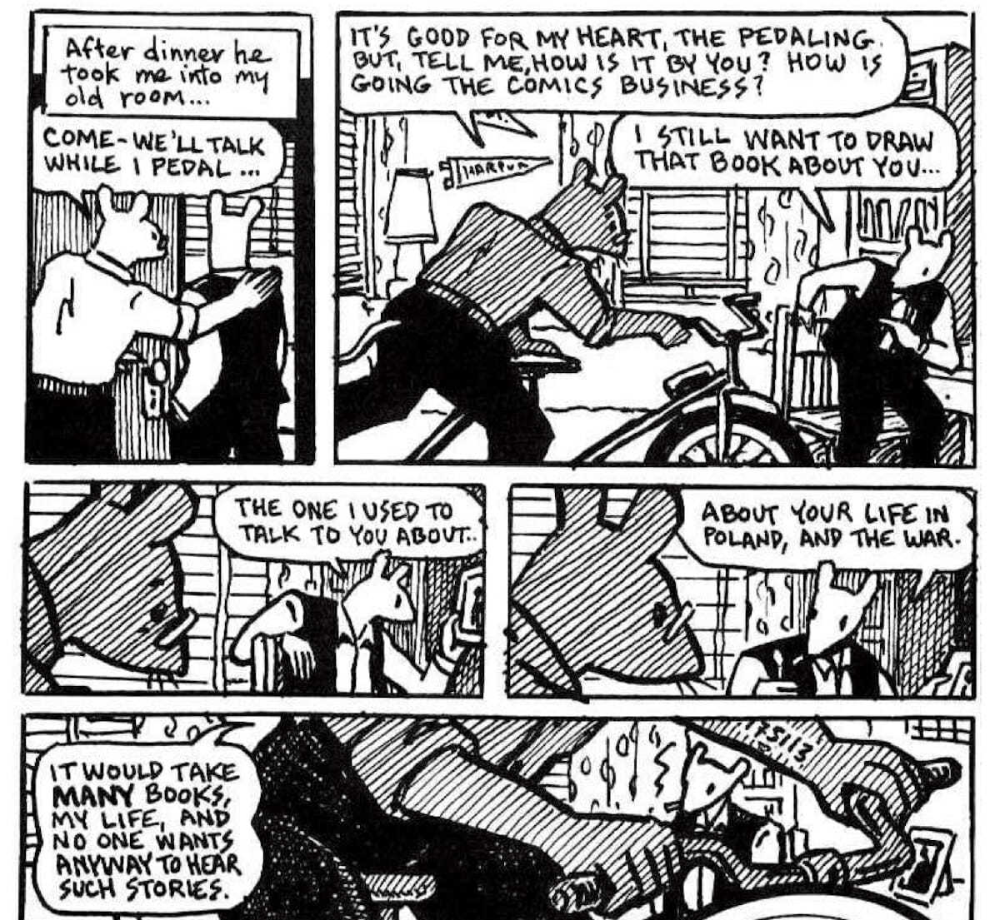 After dinner he
took me into my
old room...
COME-WE'LL TALK
WHILE I PEDAL ...
IT'S GOOD FOR MY HEART, THE PEDALING.
BUT, TELL ME, HOW IS IT BY YOU? HOW IS
GOING THE COMICS BUSINESS?
I STILL WANT TO DRAW
THAT BOOK ABOUT YOU...
HARPUR
THE ONE I USED TO
TALK TO YOU ABOUT..
ABOUT YOUR LIFE IN
POLAND, AND THE WAR.
IT WOULD TAKE
MANY BOOKS,
MY LIFE, AND
NO ONE WANTS
ANYWAY TO HEAR
SUCH STORIES.
175113